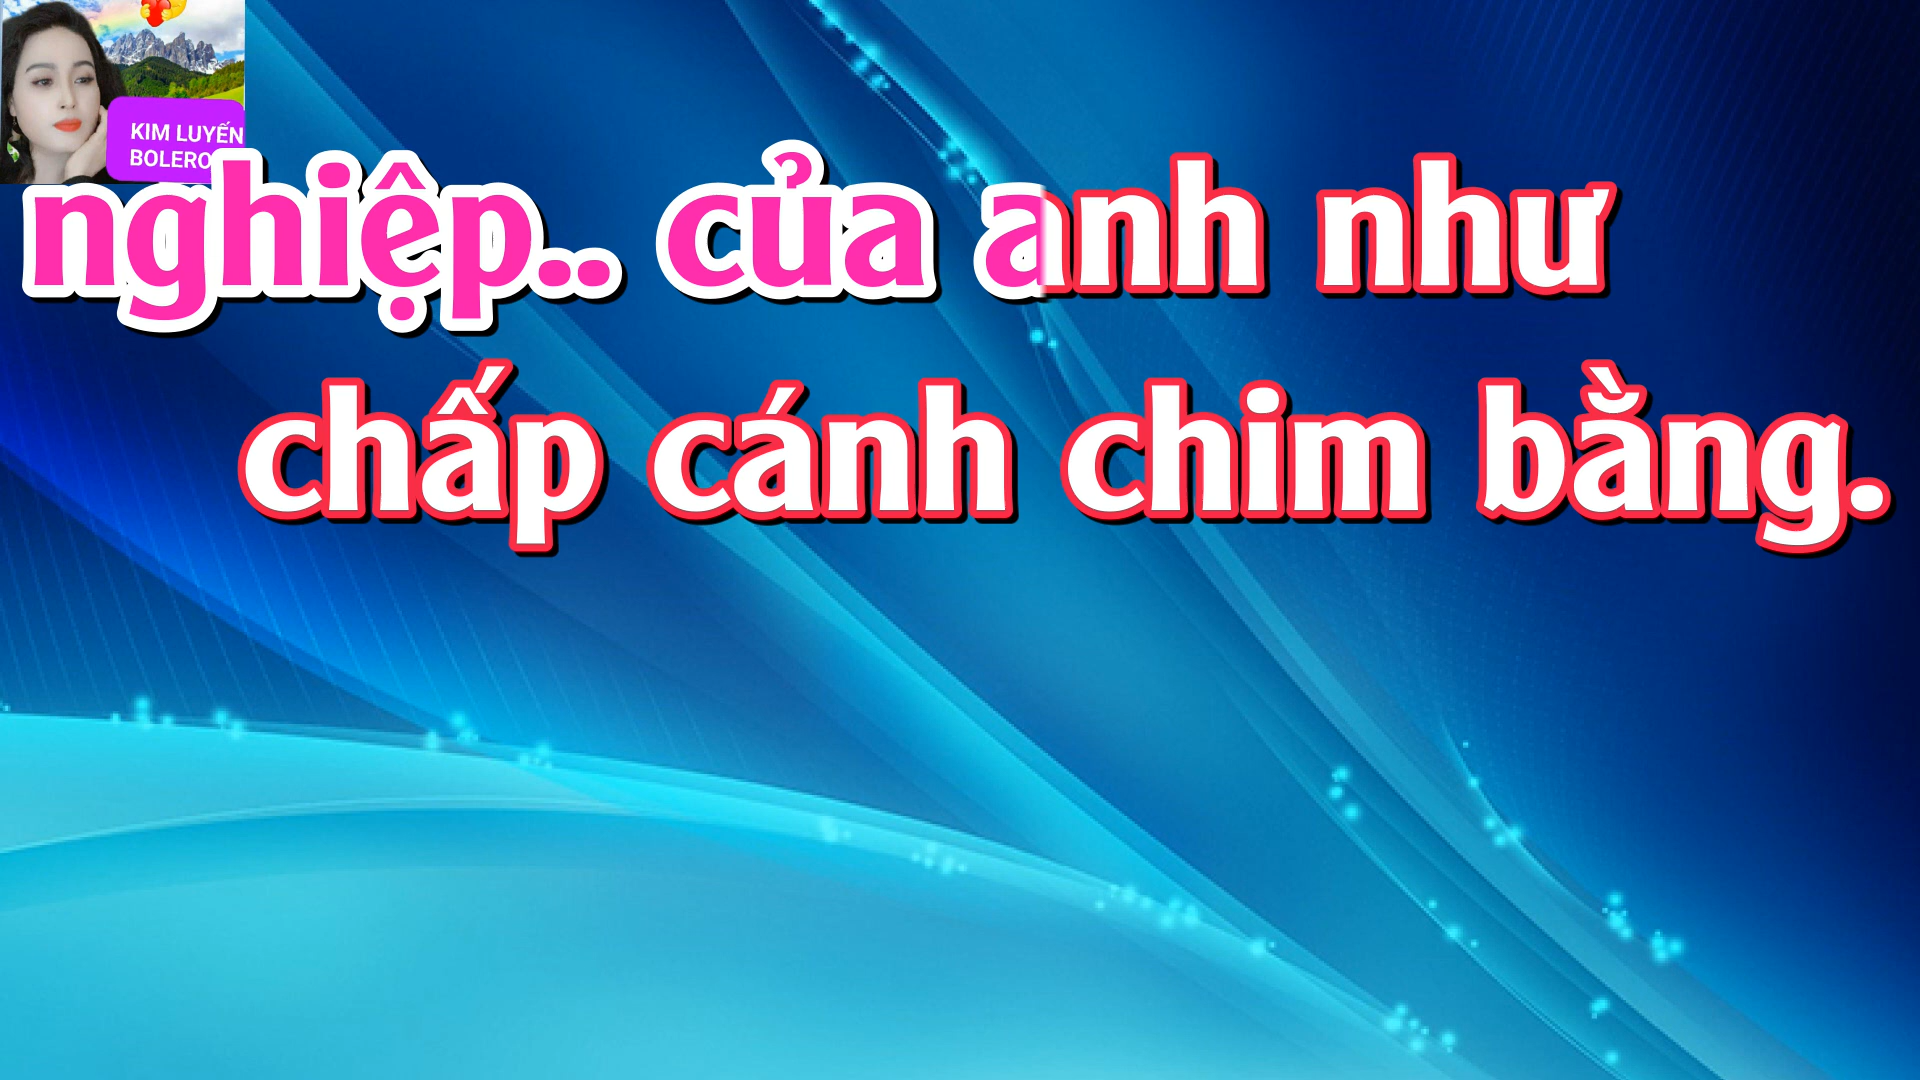 KIM LUYẾN
BOLERO
nghiệp.. của anh như
chấp cánh chim bằng.